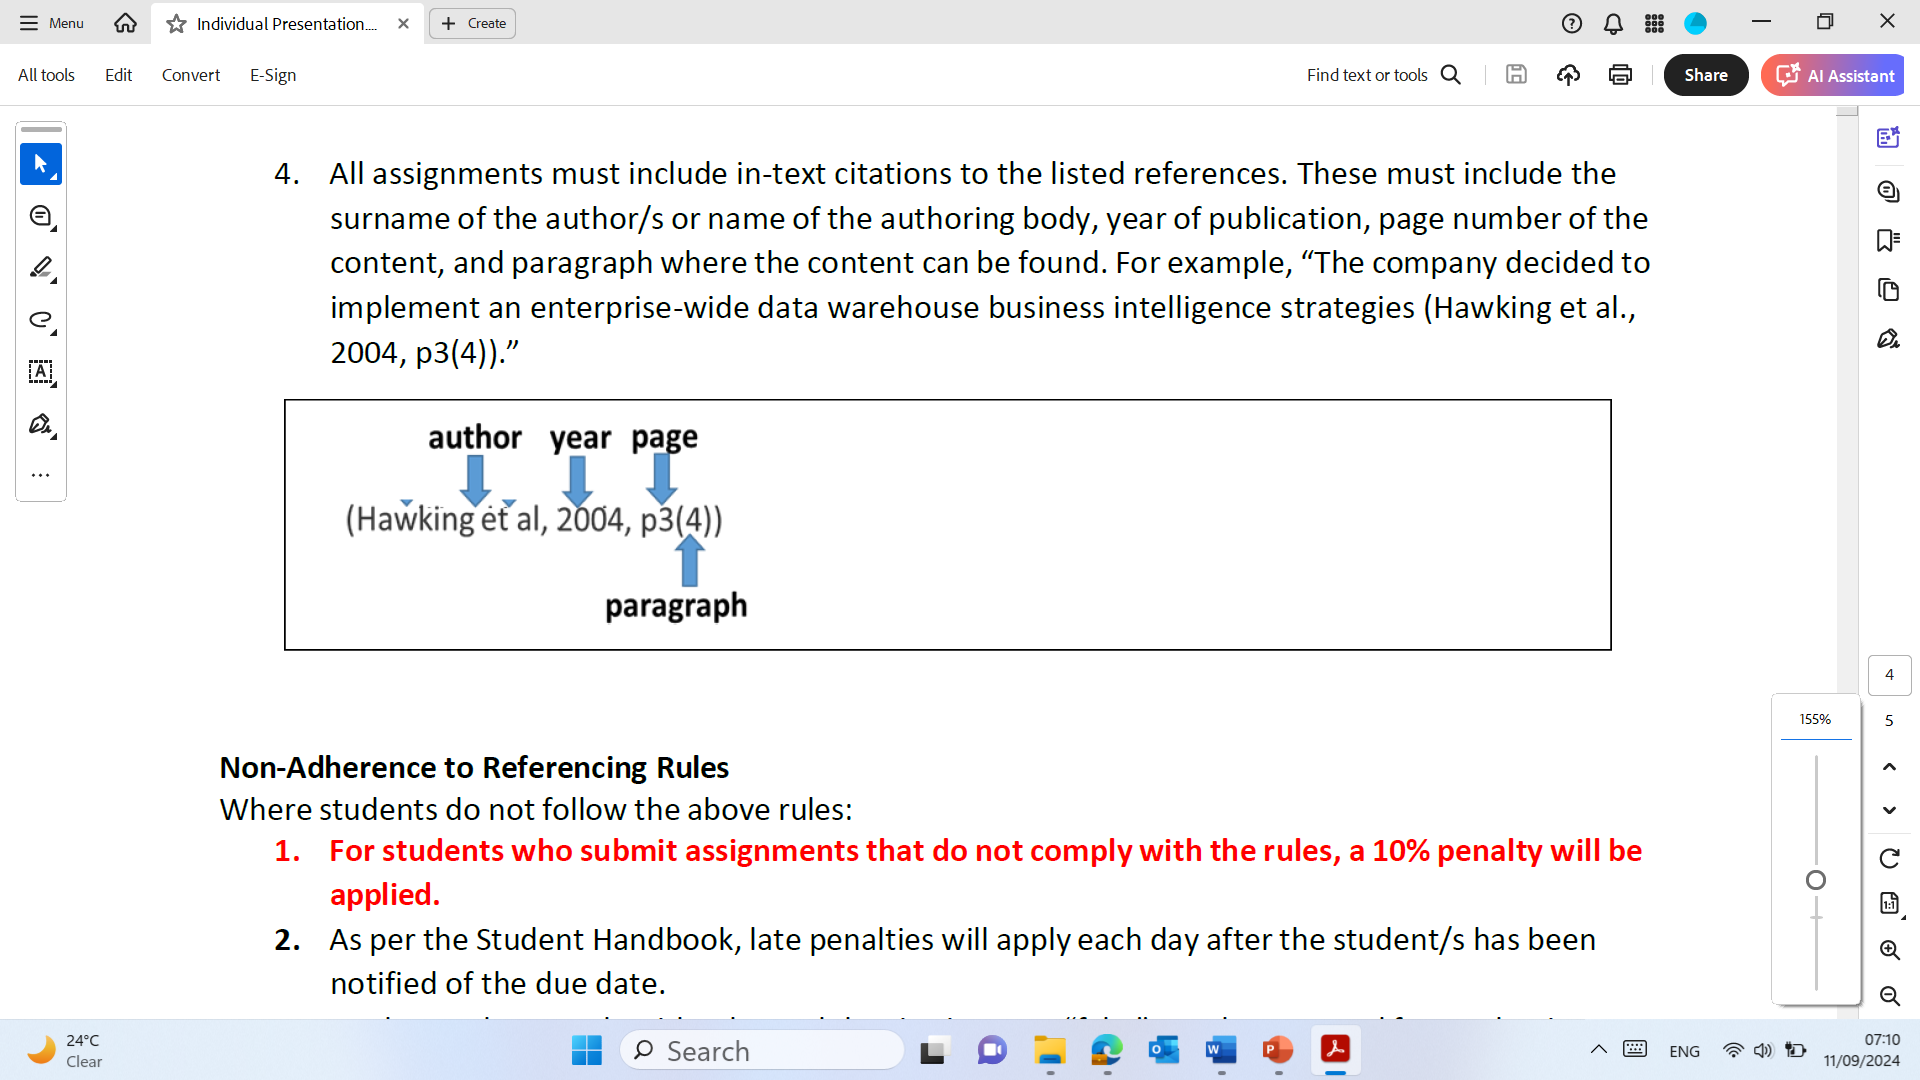 Menu
Individual Presentation....
Create
All tools
Edit
Convert
E-Sign
Find text or tools
Share
AI Assistant
4. All assignments must include in-text citations to the listed references. These must include the
surname of the author/s or name of the authoring body, year of publication, page number of the
content, and paragraph where the content can be found. For example, “The company decided to
implement an enterprise-wide data warehouse business intelligence strategies (Hawking et al.,
2004, p3(4)).”
author year page
(Hawking et al, 2004, p3(4))
paragraph
Non-Adherence to Referencing Rules
Where students do not follow the above rules:
1. For students who submit assignments that do not comply with the rules, a 10% penalty will be
applied.
2. As per the Student Handbook, late penalties will apply each day after the student/s has been
notified of the due date.
4
5
155%
24°C
Clear
Search
ENG
07:10
11/09/2024